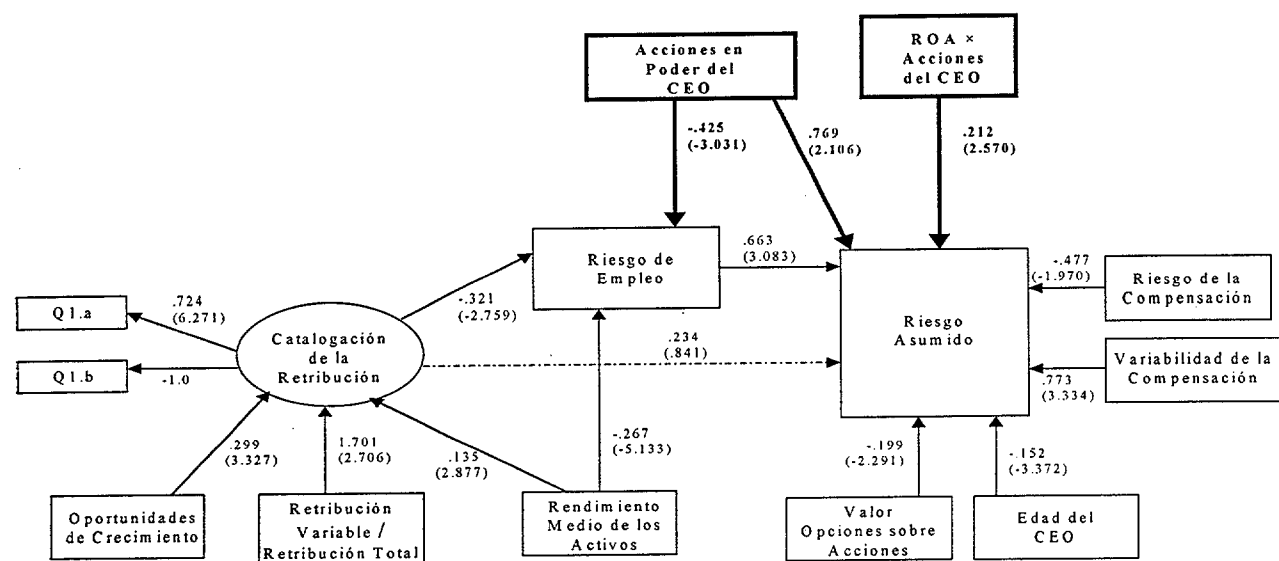 Acciones en
Poder del
CEO
ROA ×
Acciones
del CEO
-.425
(-3.031)
.769
(2.106)
.212
(2.570)
Riesgo de
Empleo
.663
(3.083)
-.477
(-1.970)
Riesgo de la
Compensación
Q1.a
.724
(6.271)
-.321
(-2.759)
Catalogación
de la
Retribución
.234
(.841)
Riesgo
Asumido
Q1.b
-1.0
Variabilidad de la
Compensación
.773
(3.334)
.299
(3.327)
1.701
(2.706)
.135
(2.877)
-.267
(-5.133)
-.199
(-2.291)
-.152
(-3.372)
Oportunidades
de Crecimiento
Retribución
Variable /
Retribución Total
Rendimiento
Medio de los
Activos
Valor
Opciones sobre
Acciones
Edad del
CEO